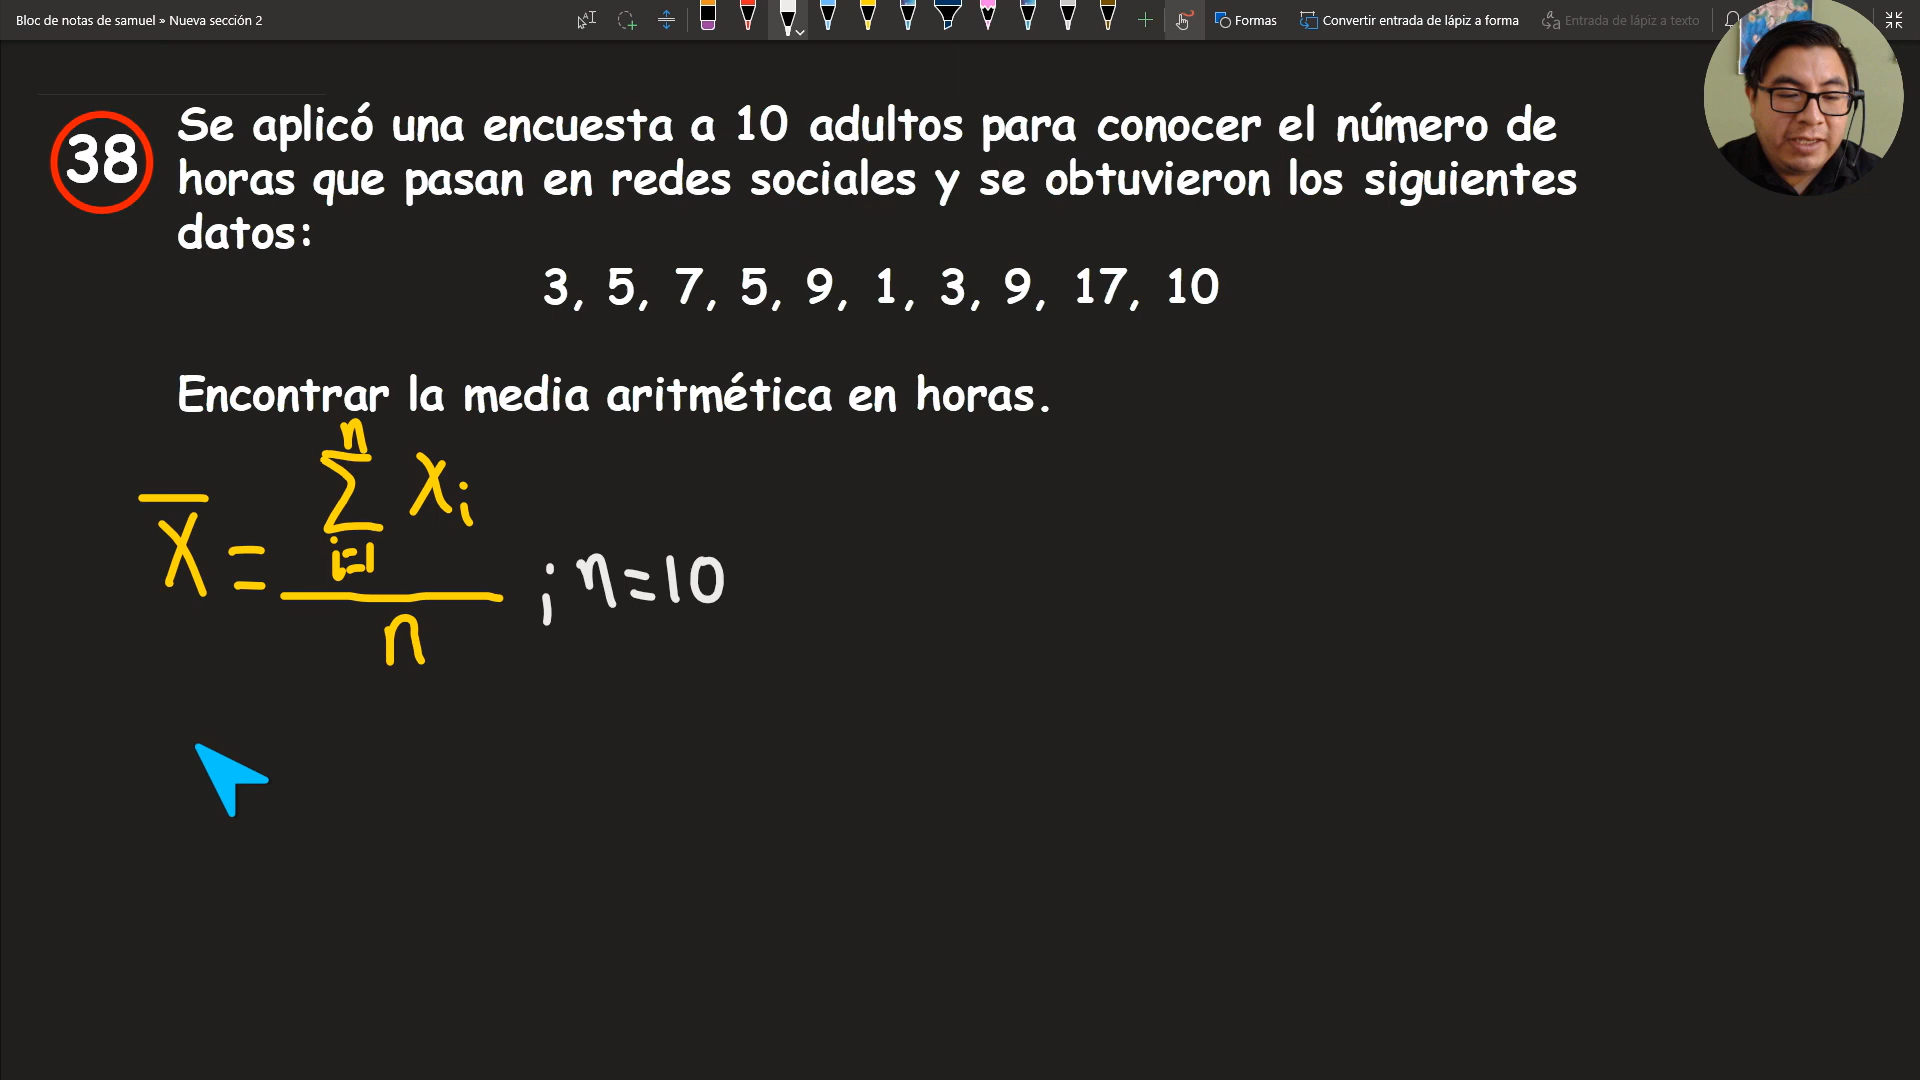 Bloc de notas de samuel » Nueva sección 2
Formas
Convertir entrada de lápiz a forma
Entrada de lápiz a texto
38
Se aplicó una encuesta a 10 adultos para conocer el número de
horas que pasan en redes sociales y se obtuvieron los siguientes
datos:
3, 5, 7, 5, 9, 1, 3, 9, 17, 10
Encontrar la media aritmética en horas.
n
∑ xᵢ
i=1
x̄ = ; n=10
n